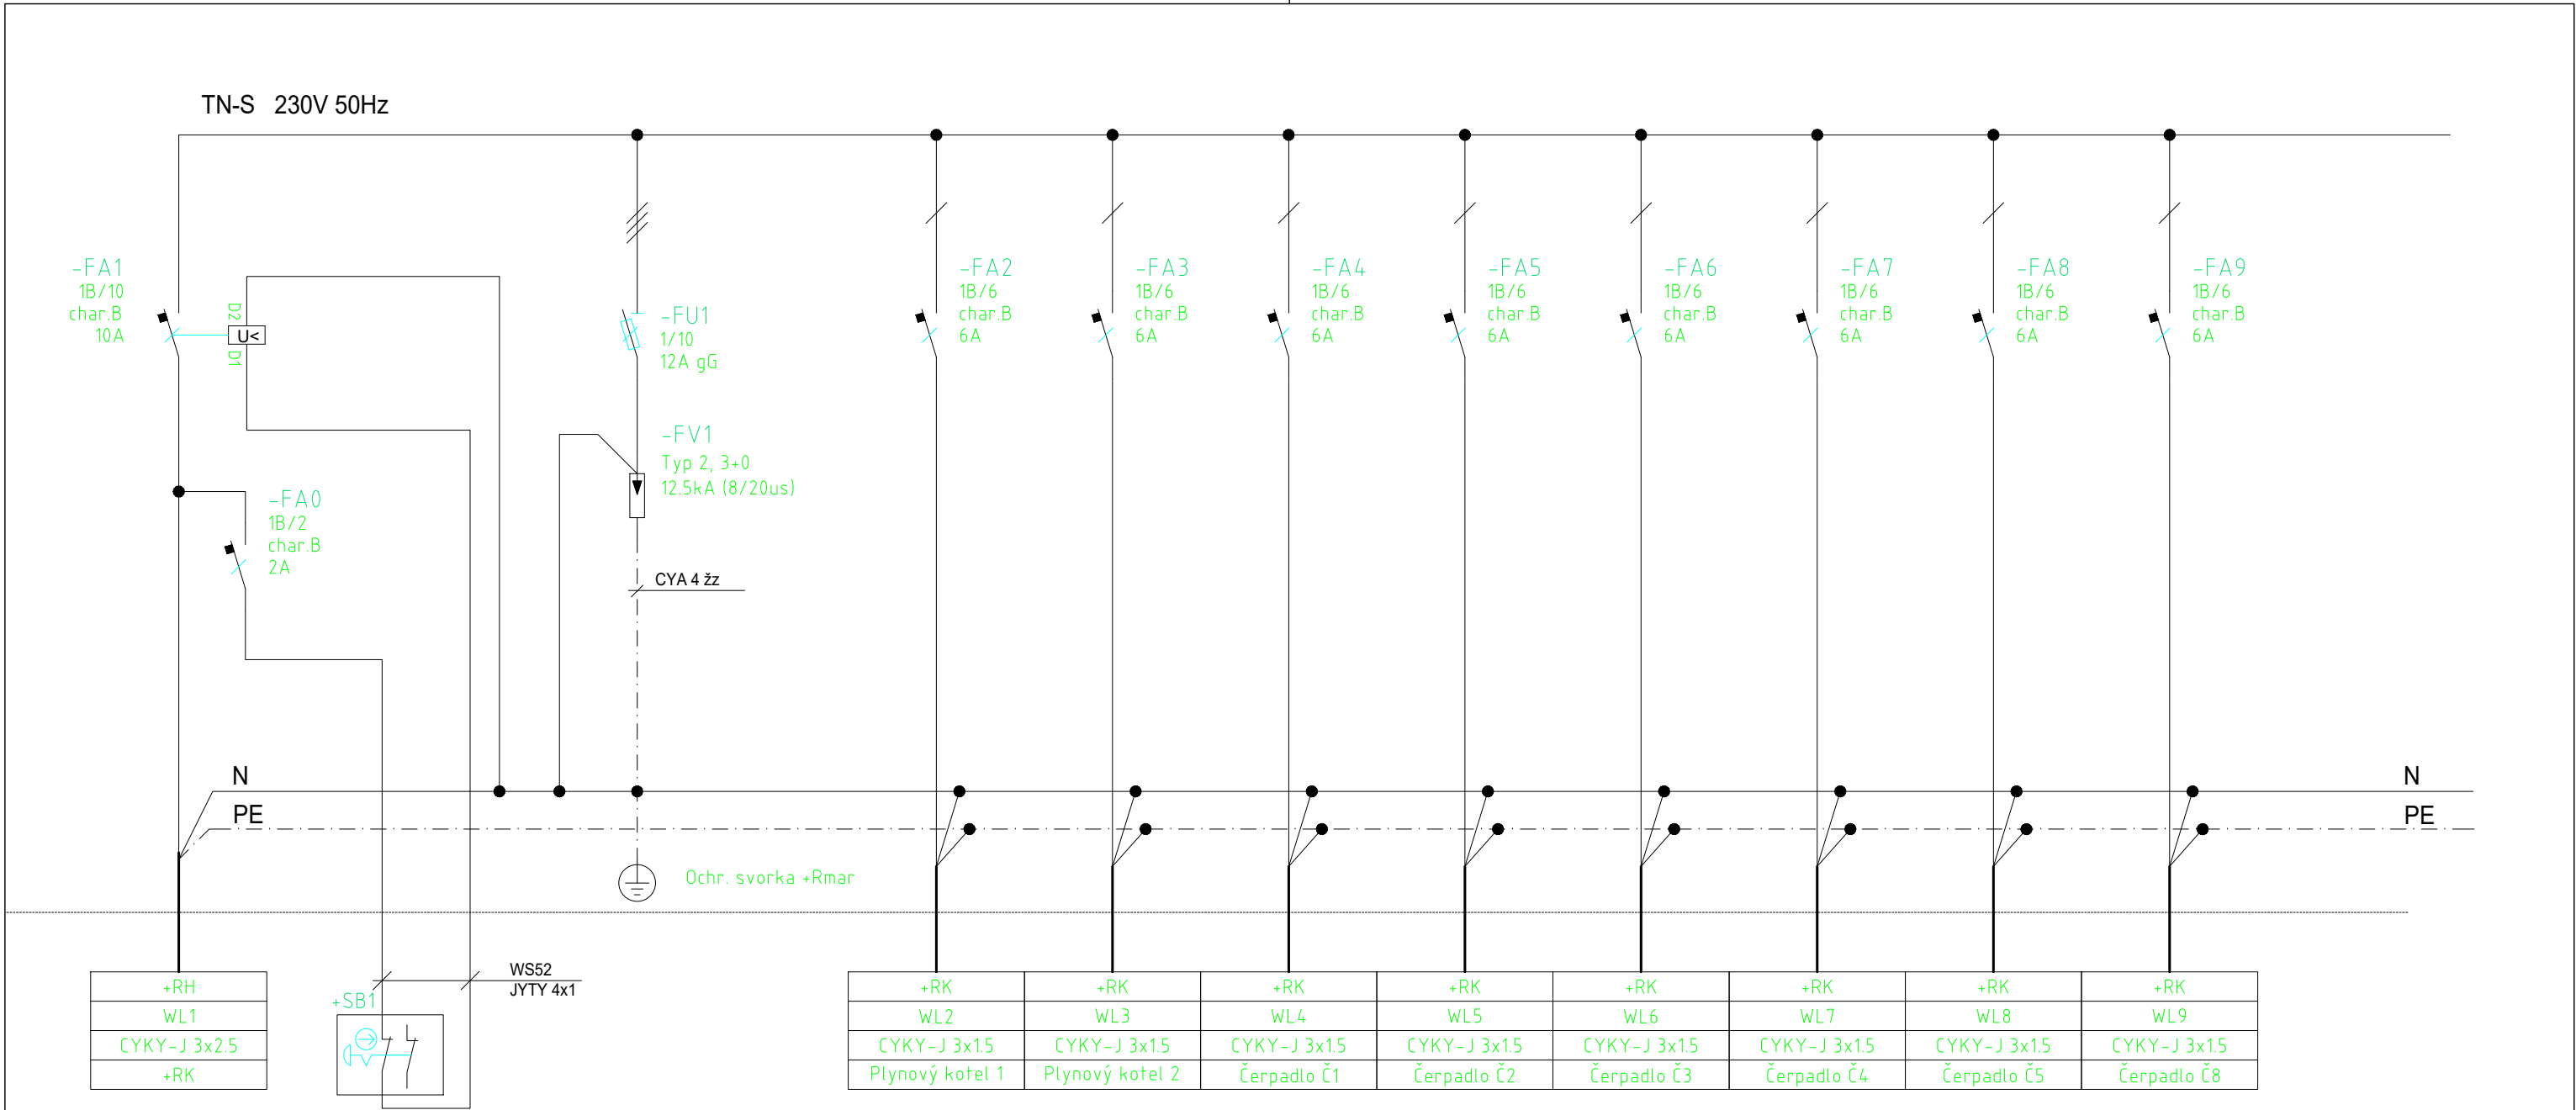 TN-S 230V 50Hz
-FA1
1B/10
char.B
10A
D2
U<
D1
-FU1
1/10
12A gG
-FA2
1B/6
char.B
6A
-FA3
1B/6
char.B
6A
-FA4
1B/6
char.B
6A
-FA5
1B/6
char.B
6A
-FA6
1B/6
char.B
6A
-FA7
1B/6
char.B
6A
-FA8
1B/6
char.B
6A
-FA9
1B/6
char.B
6A
-FV1
Typ 2, 3+0
12.5kA (8/20us)
-FA0
1B/2
char.B
2A
CYA 4 žz
N
PE
N
PE
Ochr. svorka +Rmar
+RH
WL1
CYKY-J 3x2.5
+RK
+SB1
WS52
JYTY 4x1
+RK
WL2
CYKY-J 3x1.5
Plynový kotel 1
+RK
WL3
CYKY-J 3x1.5
Plynový kotel 2
+RK
WL4
CYKY-J 3x1.5
Čerpadlo Č1
+RK
WL5
CYKY-J 3x1.5
Čerpadlo Č2
+RK
WL6
CYKY-J 3x1.5
Čerpadlo Č3
+RK
WL7
CYKY-J 3x1.5
Čerpadlo Č4
+RK
WL8
CYKY-J 3x1.5
Čerpadlo Č5
+RK
WL9
CYKY-J 3x1.5
Čerpadlo Č8